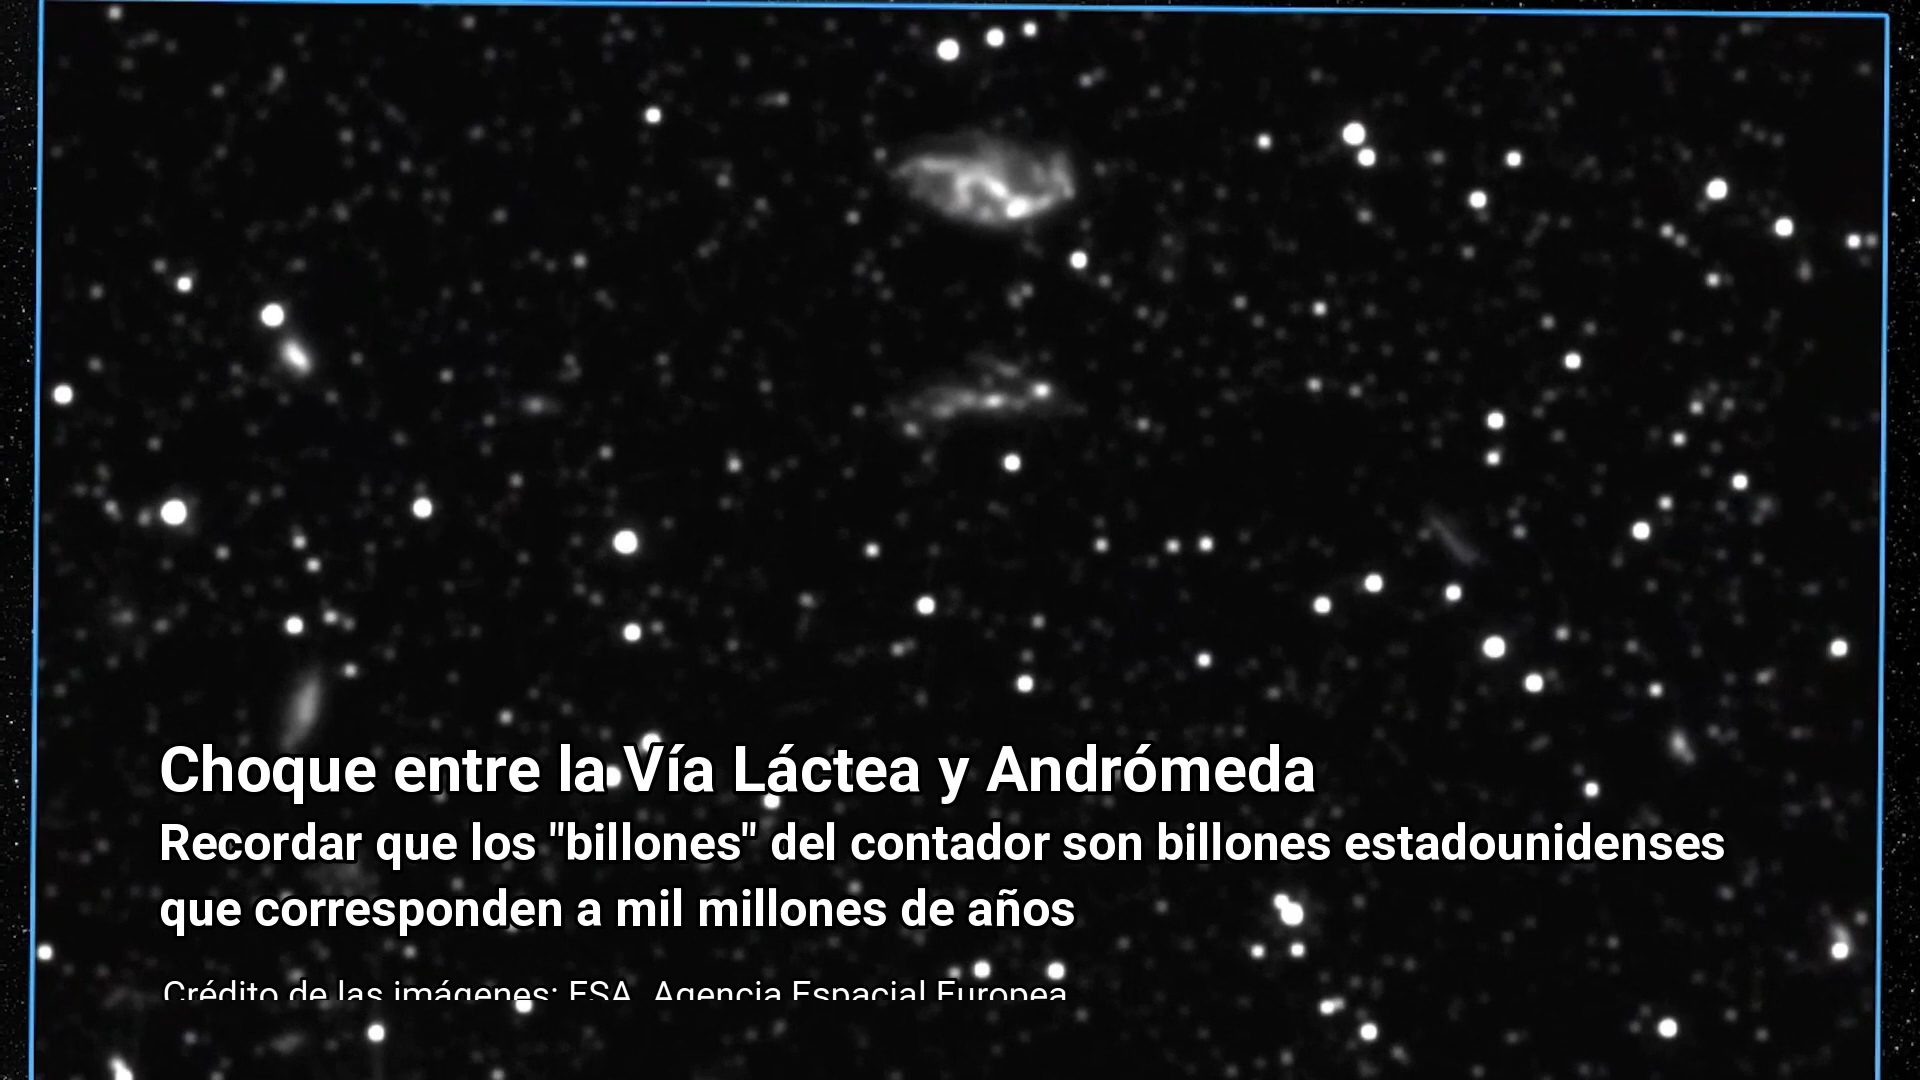 Choque entre la Vía Láctea y Andrómeda
Recordar que los "billones" del contador son billones estadounidenses
que corresponden a mil millones de años
Crédito de las imágenes: ESA, Agencia Espacial Europea